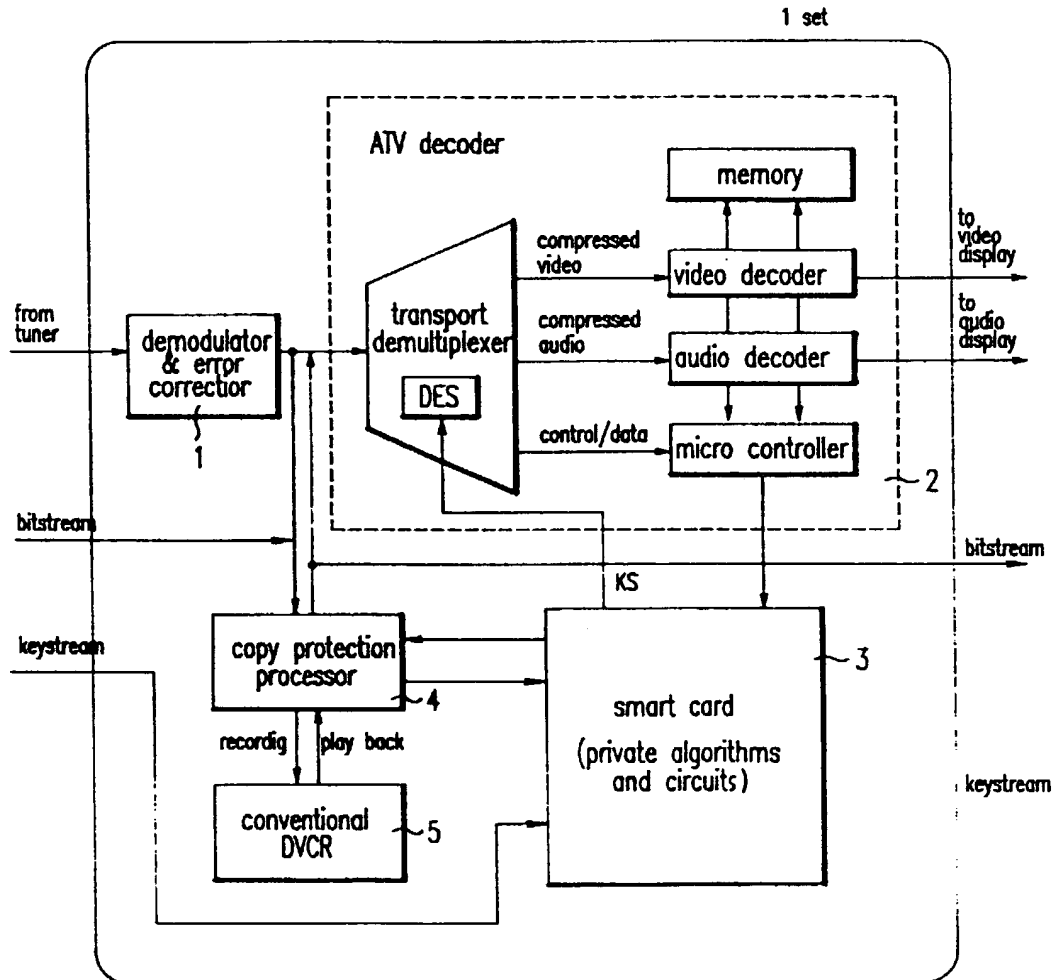 1 set
ATV decoder
memory
compressed
video
video decoder
to
video
display
from
tuner
demodulator
& error
correctior
1
transport
demultiplexer
DES
compressed
audio
audio decoder
to
audio
display
control/data
micro controller
2
bitstream
bitstream
KS
keystream
copy protection
processor
4
smart card
(private algorithms
and circuits)
3
recordig
play back
conventional
DVCR
5
keystream